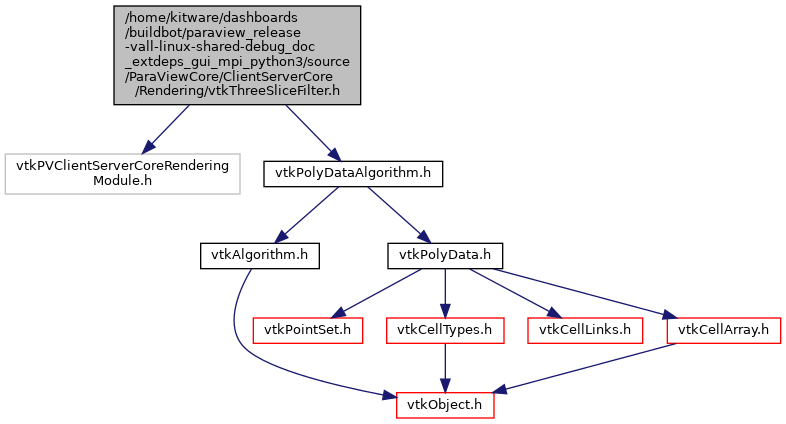 /home/kitware/dashboards
/buildbot/paraview_release
-vall-linux-shared-debug_doc
_extdeps_gui_mpi_python3/source
/ParaViewCore/ClientServerCore
/Rendering/vtkThreeSliceFilter.h
vtkPVClientServerCoreRendering
Module.h
vtkPolyDataAlgorithm.h
vtkAlgorithm.h
vtkPolyData.h
vtkPointSet.h
vtkCellTypes.h
vtkCellLinks.h
vtkCellArray.h
vtkObject.h